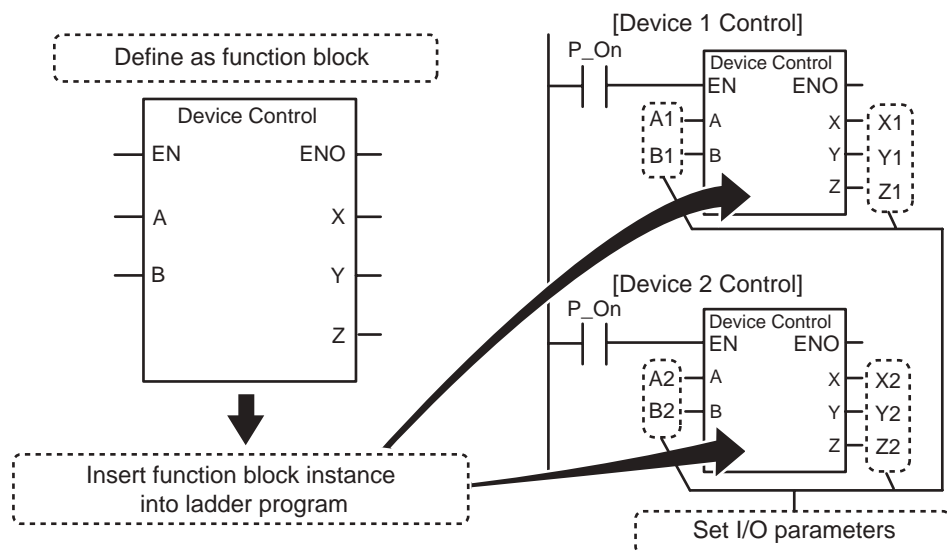 Define as function block
Device Control
EN ENO
A X
B Y
Z
Insert function block instance
into ladder program
[Device 1 Control]
P_On
Device Control
EN ENO
A1 A X X1
B1 B Y Y1
Z Z1
[Device 2 Control]
P_On
Device Control
EN ENO
A2 A X X2
B2 B Y Y2
Z Z2
Set I/O parameters